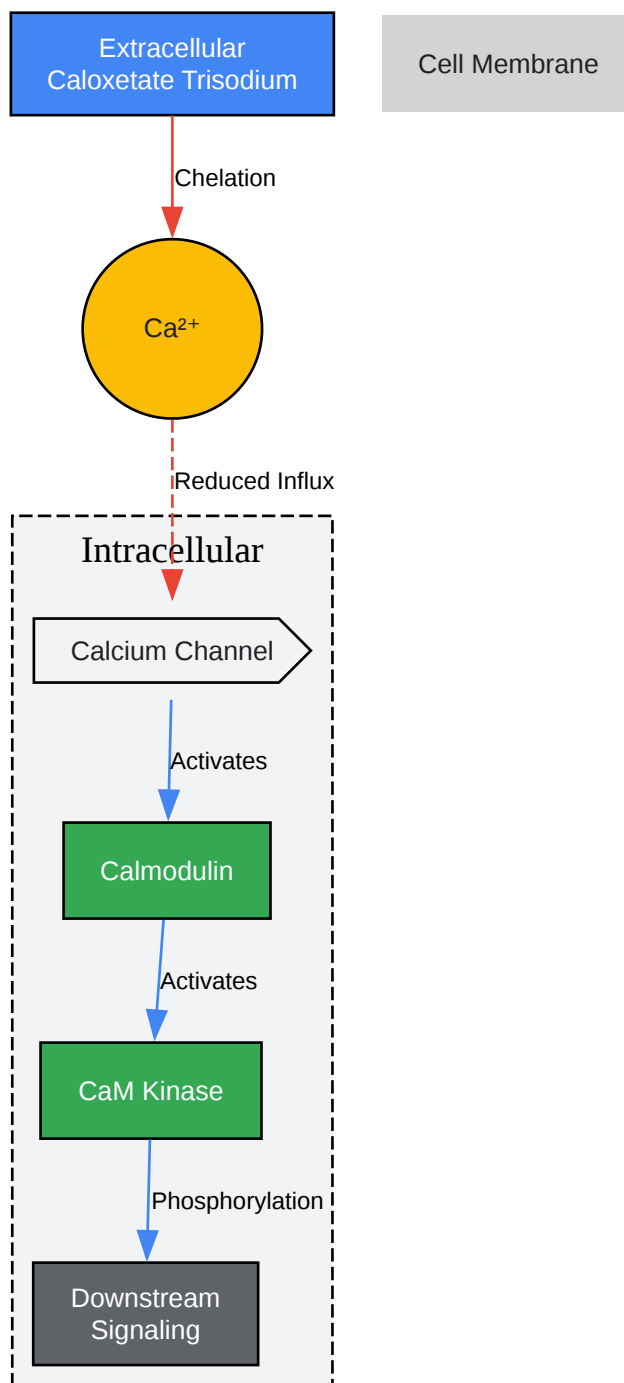 Extracellular
Caloxetate Trisodium
Cell Membrane
Chelation
Ca²⁺
Reduced Influx
Intracellular
Calcium Channel
Activates
Calmodulin
Activates
CaM Kinase
Phosphorylation
Downstream
Signaling